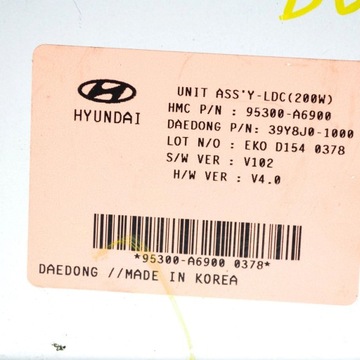 HYUNDAI
UNIT ASS'Y-LDC(200W)
HMC P/N : 95300-A6900
DAEDONG P/N: 39Y8J0-1000
LOT N/O : EKO D154 0378
S/W VER : V102
H/W VER : V4.0
*95300-A6900 0378*
DAEDONG //MADE IN KOREA